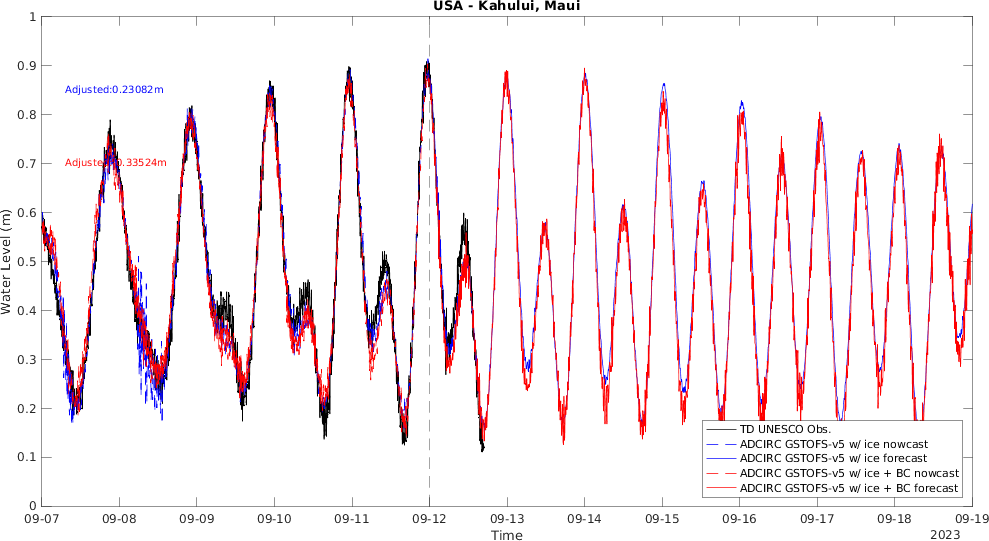 USA - Kahului, Maui
1
0.9
0.8
0.7
0.6
0.5
0.4
0.3
0.2
0.1
0
Water Level (m)
Adjusted:0.23082m
Adjusted:0.33524m
TD UNESCO Obs.
ADCIRC GSTOFS-v5 w/ ice nowcast
ADCIRC GSTOFS-v5 w/ ice forecast
ADCIRC GSTOFS-v5 w/ ice + BC nowcast
ADCIRC GSTOFS-v5 w/ ice + BC forecast
09-07 09-08 09-09 09-10 09-11 09-12 09-13 09-14 09-15 09-16 09-17 09-18 09-19
Time
2023